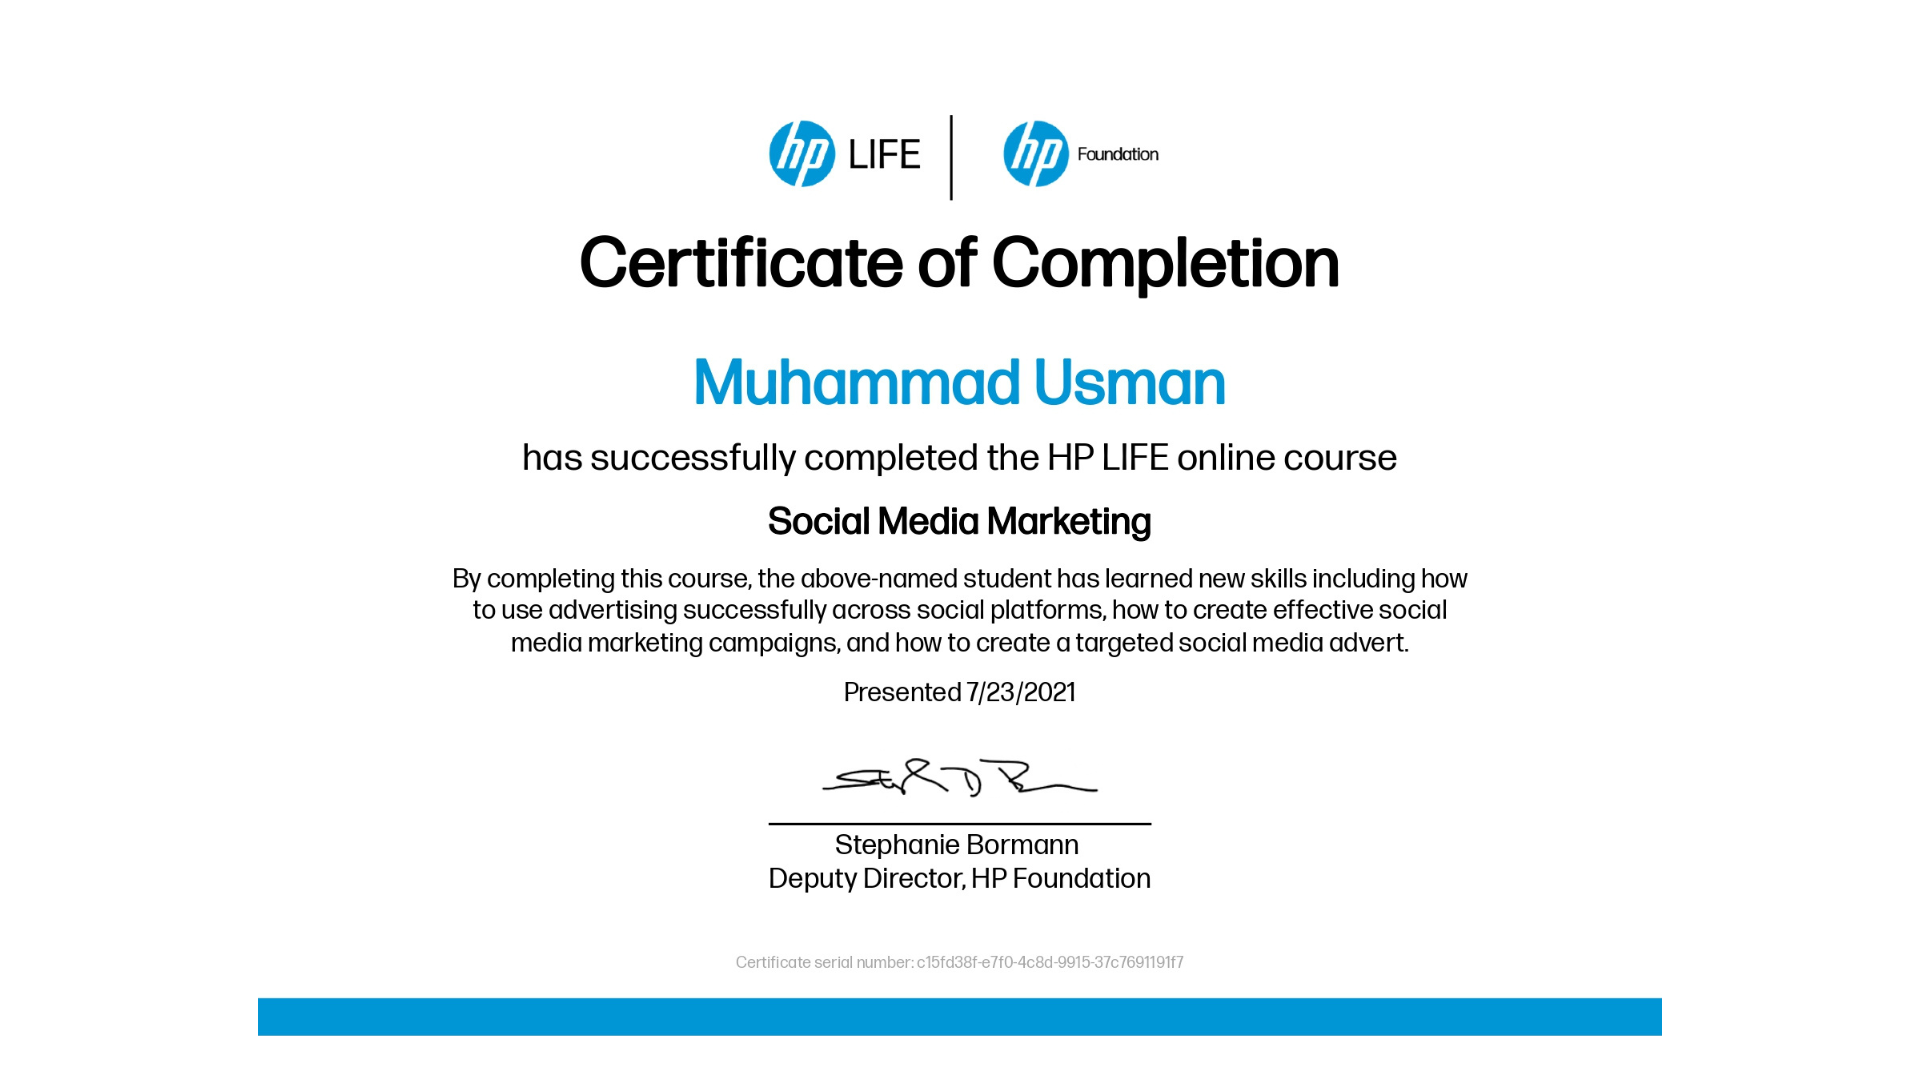 hp LIFE hp Foundation
Certificate of Completion
Muhammad Usman
has successfully completed the HP LIFE online course
Social Media Marketing
By completing this course, the above-named student has learned new skills including how
to use advertising successfully across social platforms, how to create effective social
media marketing campaigns, and how to create a targeted social media advert.
Presented 7/23/2021
Stephanie Bormann
Deputy Director, HP Foundation
Certificate serial number: c15fd38f-e7f0-4c8d-9915-37c7691191f7